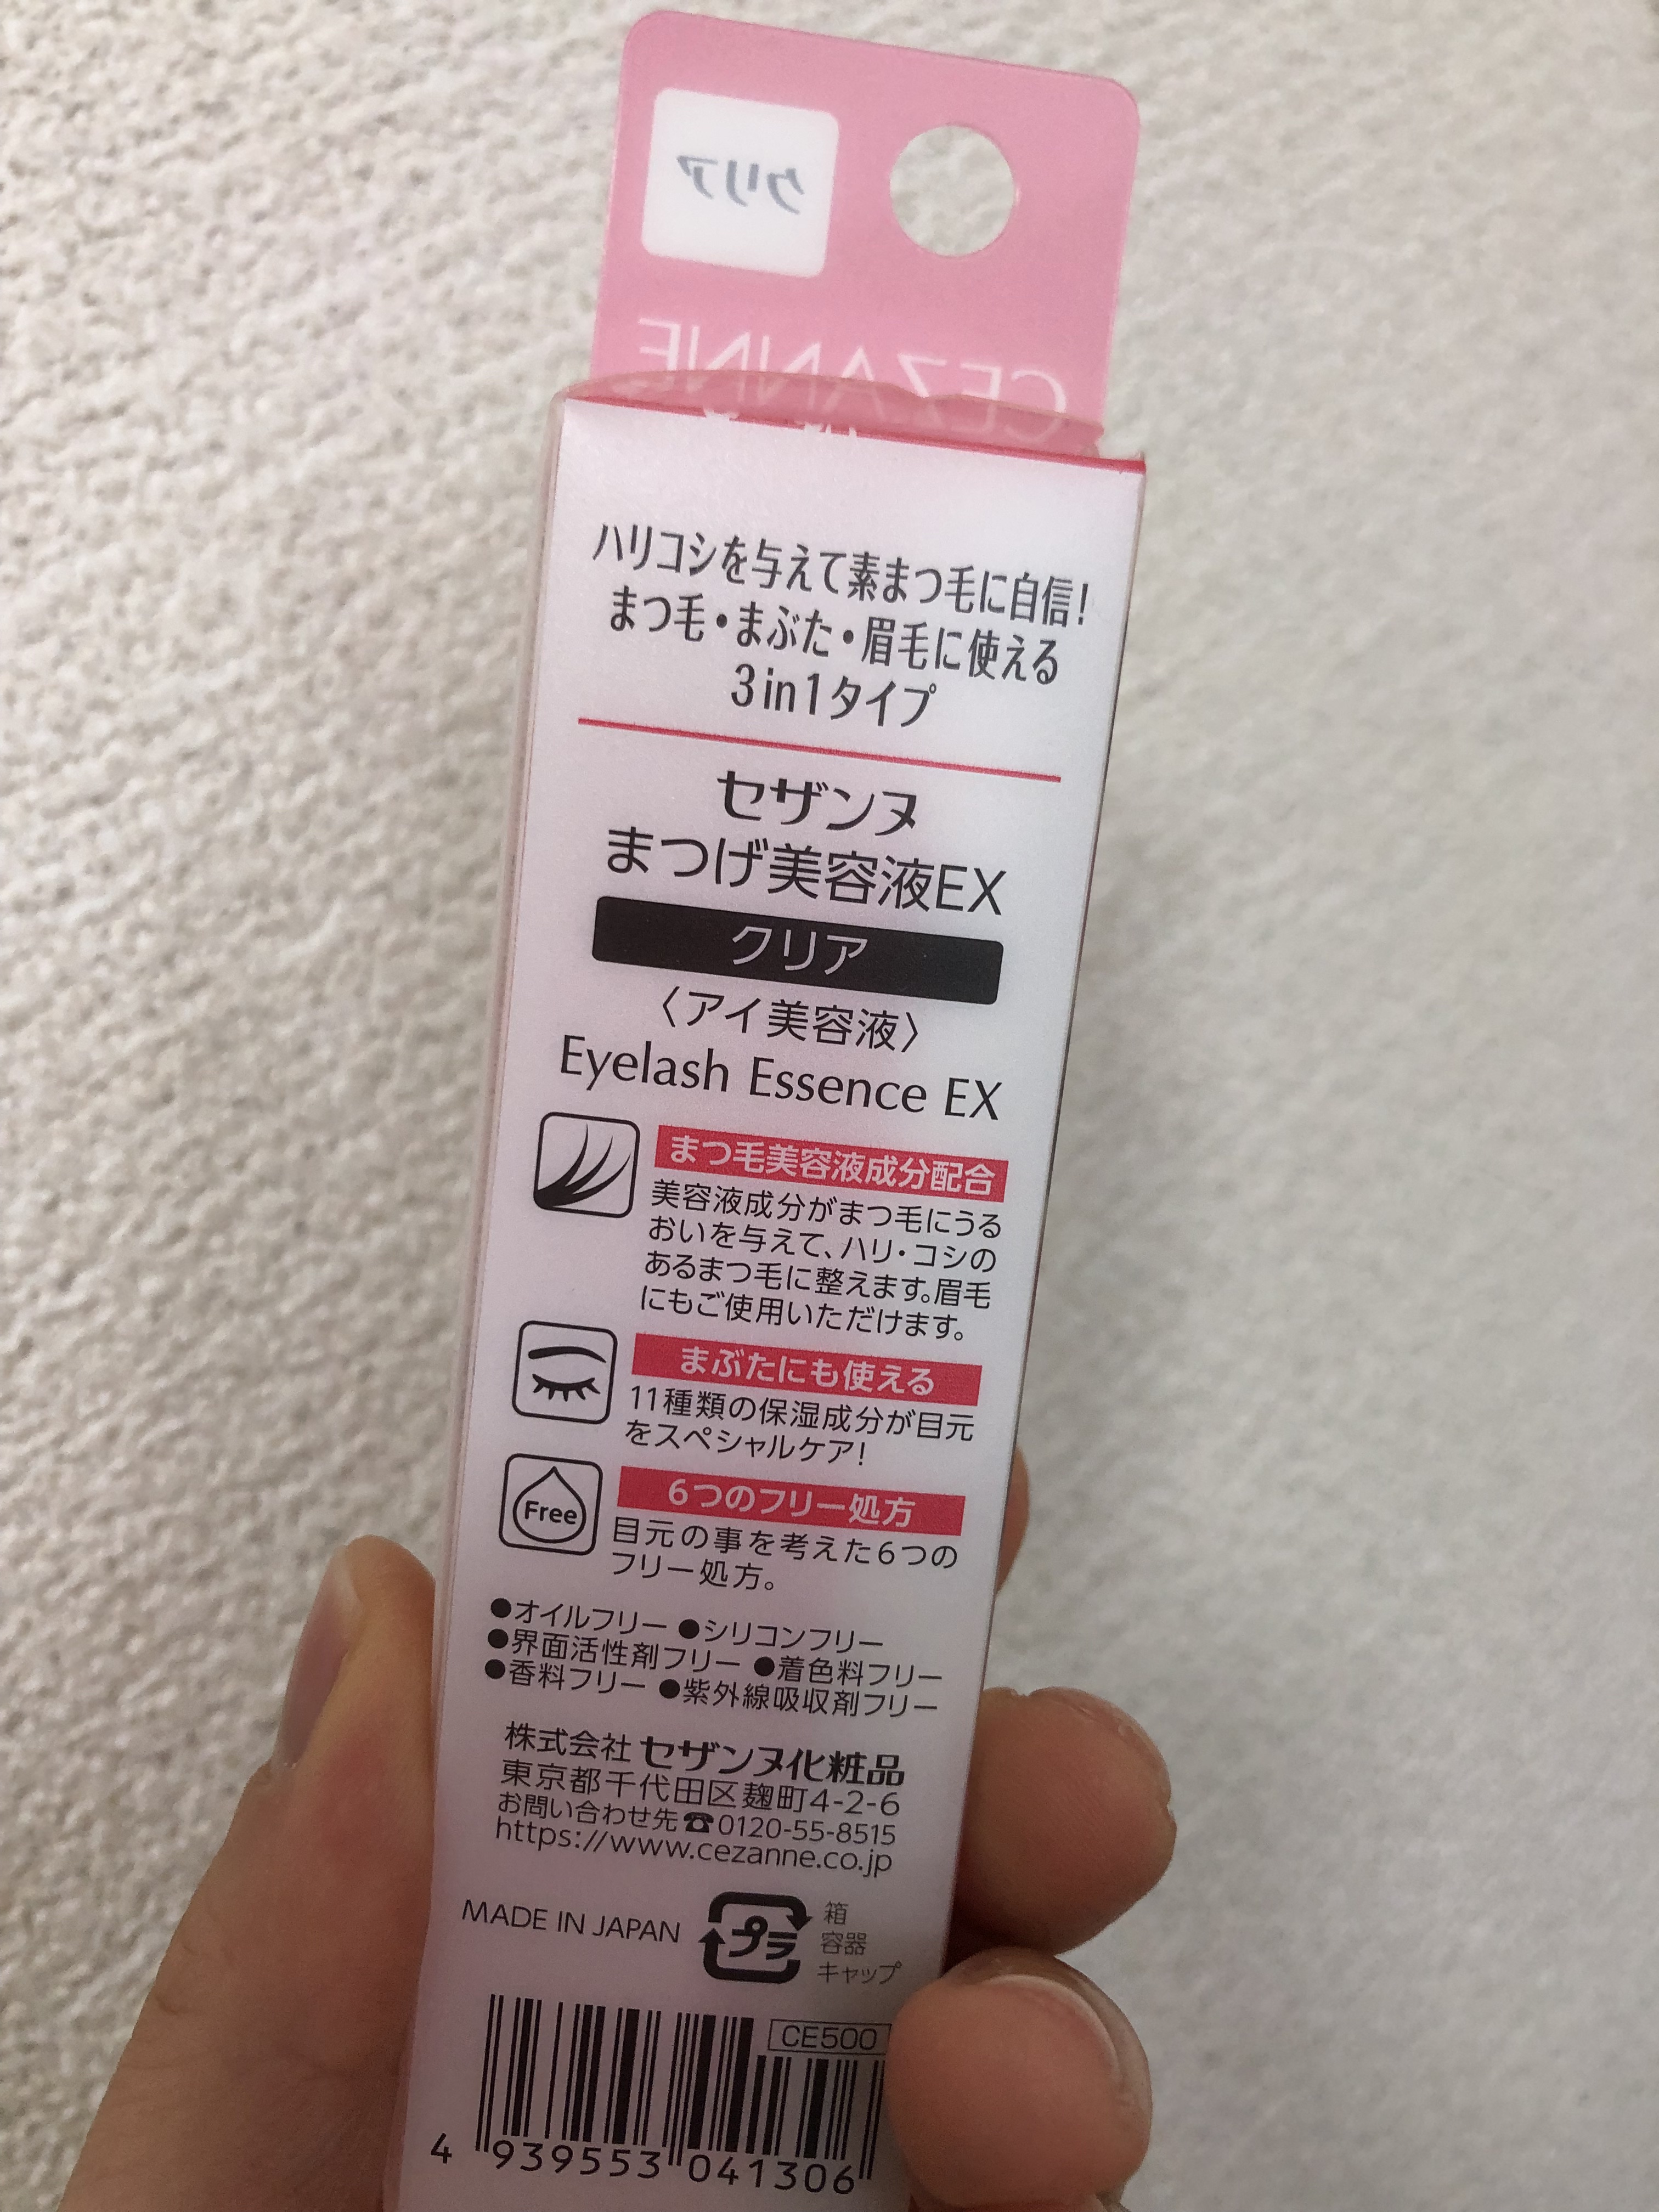 クリア
CEZANNE
ハリコシを与えて素まつ毛に自信!
まつ毛・まぶた・眉毛に使える
3in1タイプ
セザンヌ
まつげ美容液EX
クリア
〈アイ美容液〉
Eyelash Essence EX
まつ毛美容液成分配合
美容液成分がまつ毛にうる
おいを与えて、ハリ・コシの
あるまつ毛に整えます。眉毛
にもご使用いただけます。
まぶたにも使える
11種類の保湿成分が目元
をスペシャルケア!
Free
6つのフリー処方
目元の事を考えた6つの
フリー処方。
●オイルフリー ●シリコンフリー
●界面活性剤フリー ●着色料フリー
●香料フリー ●紫外線吸収剤フリー
株式会社 セザンヌ化粧品
東京都千代田区麹町4-2-6
お問い合わせ先☎0120-55-8515
https://www.cezanne.co.jp
MADE IN JAPAN
プラ
箱
容器
キャップ
CE500
4 939553 041306